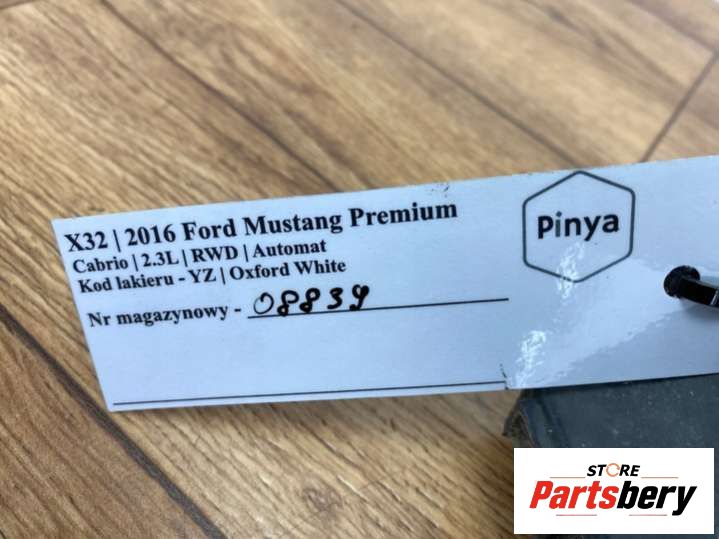 X32 | 2016 Ford Mustang Premium
Cabrio | 2.3L | RWD | Automat
Kod lakieru - YZ | Oxford White
Nr magazynowy - 08839
Pinya
STORE
Partsbery